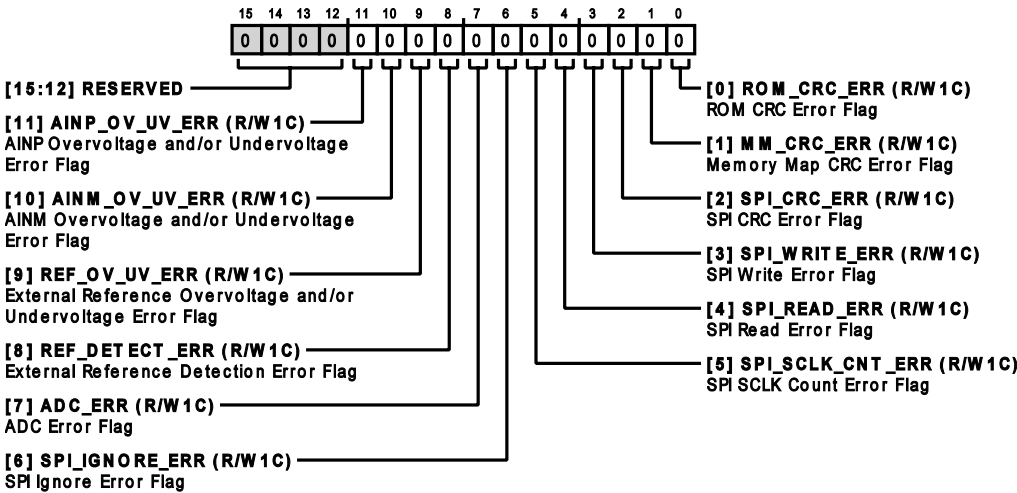 15 14 13 12 11 10 9 8 7 6 5 4 3 2 1 0
0 0 0 0 0 0 0 0 0 0 0 0 0 0 0 0
[15:12] RESERVED
[11] AINP_OV_UV_ERR (R/W1C)
AINP Overvoltage and/or Undervoltage
Error Flag
[10] AINM_OV_UV_ERR (R/W1C)
AINM Overvoltage and/or Undervoltage
Error Flag
[9] REF_OV_UV_ERR (R/W1C)
External Reference Overvoltage and/or
Undervoltage Error Flag
[8] REF_DETECT_ERR (R/W1C)
External Reference Detection Error Flag
[7] ADC_ERR (R/W1C)
ADC Error Flag
[6] SPI_IGNORE_ERR (R/W1C)
SPI Ignore Error Flag
[0] ROM_CRC_ERR (R/W1C)
ROM CRC Error Flag
[1] MM_CRC_ERR (R/W1C)
Memory Map CRC Error Flag
[2] SPI_CRC_ERR (R/W1C)
SPI CRC Error Flag
[3] SPI_WRITE_ERR (R/W1C)
SPI Write Error Flag
[4] SPI_READ_ERR (R/W1C)
SPI Read Error Flag
[5] SPI_SCLK_CNT_ERR (R/W1C)
SPI SCLK Count Error Flag